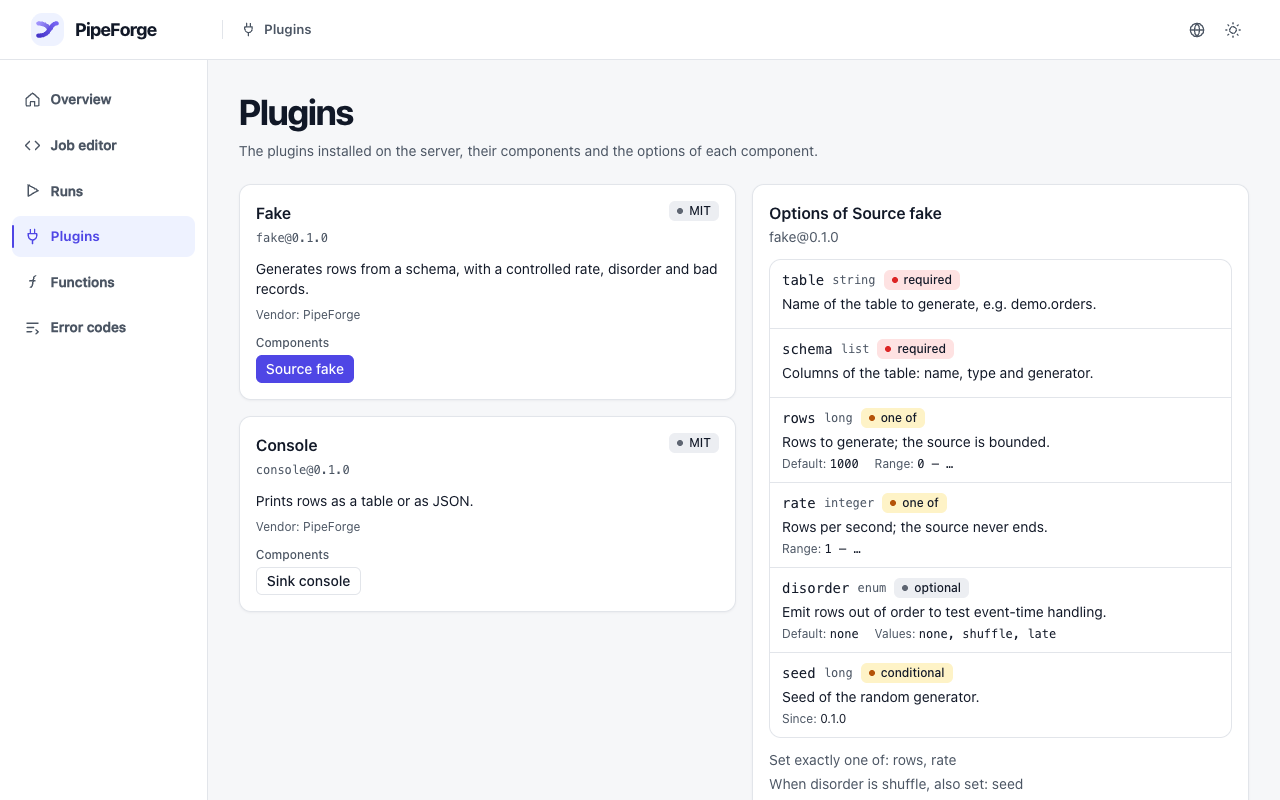 PipeForge
Plugins
Overview
Job editor
Runs
Plugins
Functions
Error codes
Plugins
The plugins installed on the server, their components and the options of each component.
Fake
MIT
fake@0.1.0
Generates rows from a schema, with a controlled rate, disorder and bad
records.
Vendor: PipeForge
Components
Source fake
Console
MIT
console@0.1.0
Prints rows as a table or as JSON.
Vendor: PipeForge
Components
Sink console
Options of Source fake
fake@0.1.0
table string required
Name of the table to generate, e.g. demo.orders.
schema list required
Columns of the table: name, type and generator.
rows long one of
Rows to generate; the source is bounded.
Default: 1000 Range: 0 — …
rate integer one of
Rows per second; the source never ends.
Range: 1 — …
disorder enum optional
Emit rows out of order to test event-time handling.
Default: none Values: none, shuffle, late
seed long conditional
Seed of the random generator.
Since: 0.1.0
Set exactly one of: rows, rate
When disorder is shuffle, also set: seed